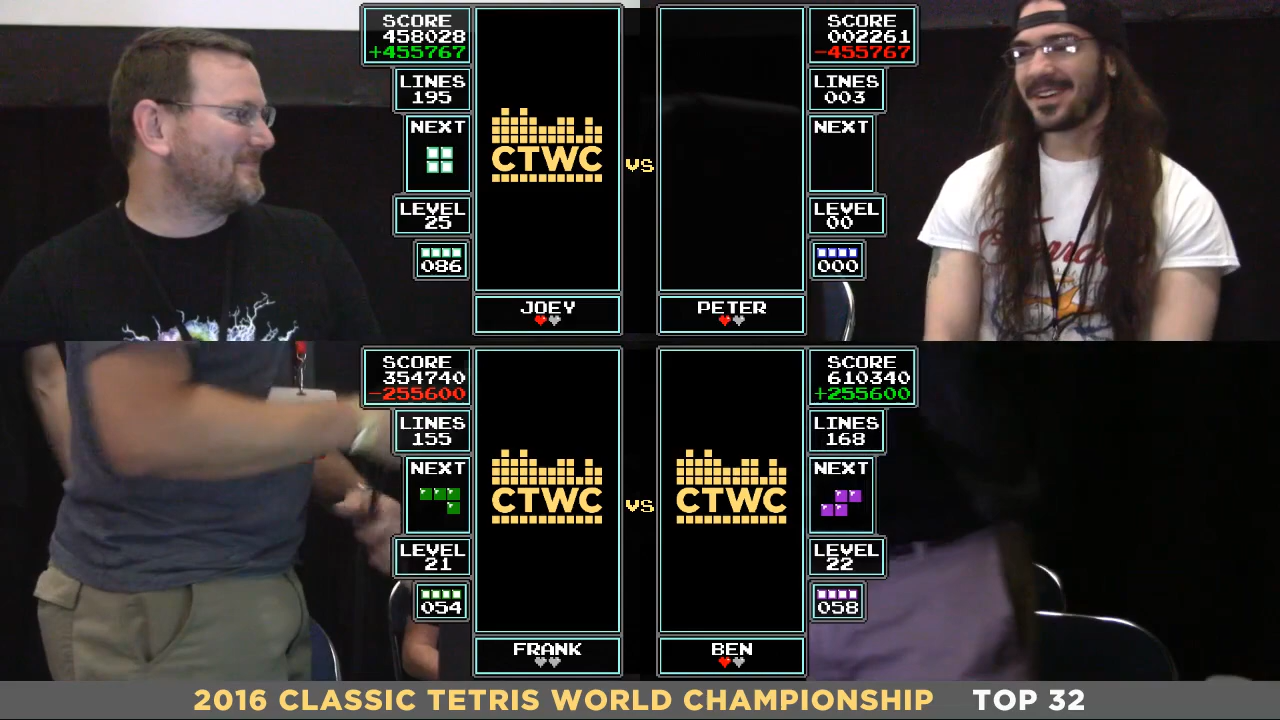 SCORE
458028
+455767
LINES
195
NEXT
LEVEL
25
086
CTWC
JOEY
VS
SCORE
002261
-455767
LINES
003
NEXT
LEVEL
00
000
PETER
SCORE
354740
-255600
LINES
155
NEXT
LEVEL
21
054
CTWC
FRANK
VS
CTWC
BEN
SCORE
610340
+255600
LINES
168
NEXT
LEVEL
22
058
2016 CLASSIC TETRIS WORLD CHAMPIONSHIP TOP 32